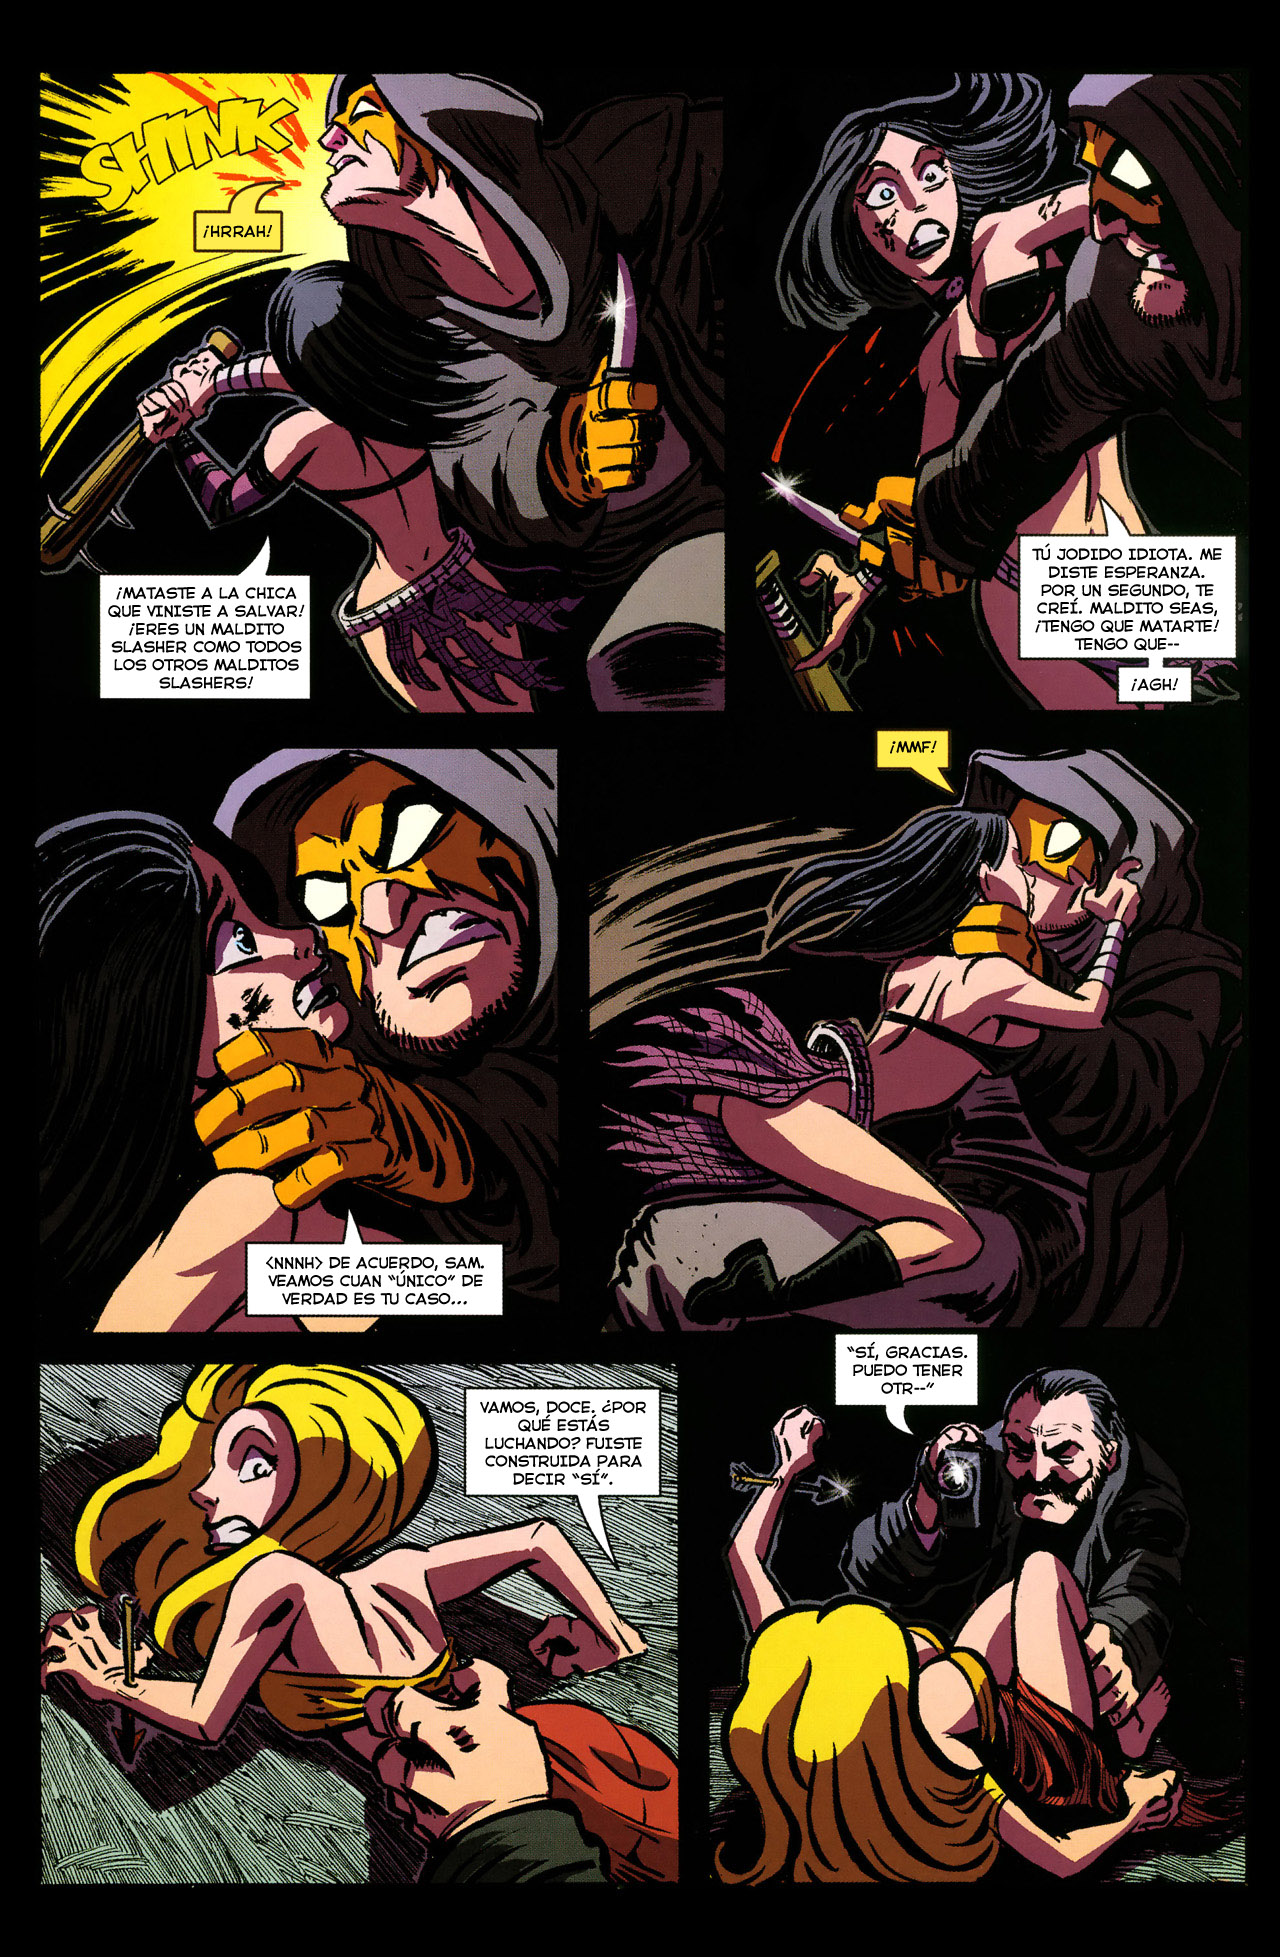 SHINK
¡HRRAH!
¡MATASTE A LA CHICA
QUE VINISTE A SALVAR!
¡ERES UN MALDITO
SLASHER COMO TODOS
LOS OTROS MALDITOS
SLASHERS!
TÚ JODIDO IDIOTA. ME
DISTE ESPERANZA.
POR UN SEGUNDO, TE
CREÍ. MALDITO SEAS,
¡TENGO QUE MATARTE!
TENGO QUE--
¡AGH!
<NNNH> DE ACUERDO, SAM.
VEAMOS CUAN "ÚNICO" DE
VERDAD ES TU CASO...
¡MMF!
VAMOS, DOCE. ¿POR
QUÉ ESTÁS
LUCHANDO? FUISTE
CONSTRUIDA PARA
DECIR "SÍ".
"SÍ, GRACIAS.
PUEDO TENER
OTR--"